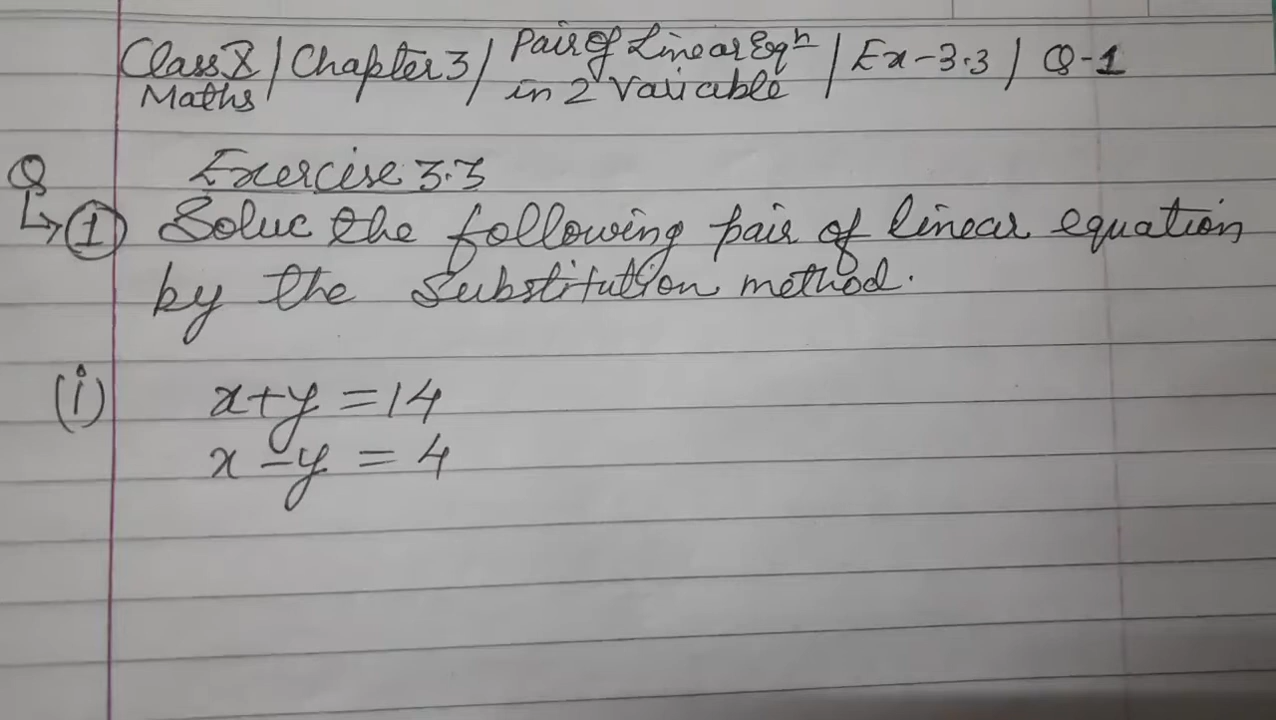 Class X / Chapter 3 / Pair of Linear Eqⁿ / Ex-3.3 / Q-1
Maths in 2 Variable
Exercise 3.3
Q
↳ ① Solve the following pair of linear equation
by the Substitution method.
(i) x+y=14
x-y=4